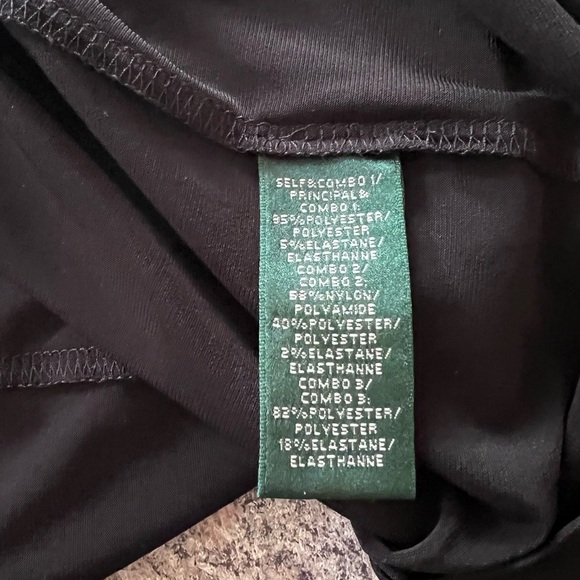 SELF&COMBO 1/
PRINCIPAL&
COMBO 1:
95%POLYESTER/
POLYESTER
5%ELASTANE/
ELASTHANNE
COMBO 2/
COMBO 2:
58%NYLON/
POLYAMIDE
40%POLYESTER/
POLYESTER
2%ELASTANE/
ELASTHANNE
COMBO 3/
COMBO 3:
82%POLYESTER/
POLYESTER
18%ELASTANE/
ELASTHANNE